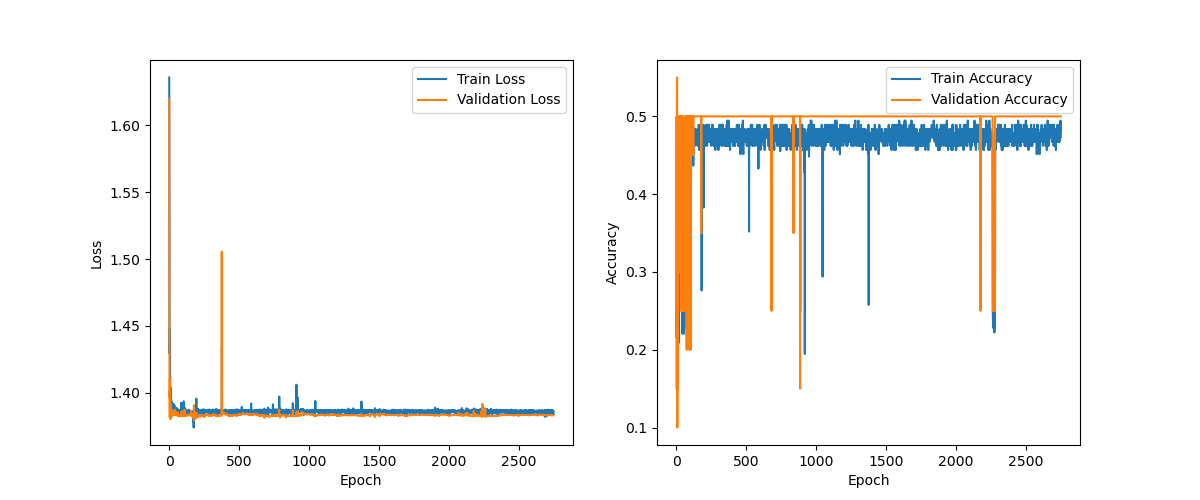 Train Loss
Validation Loss
1.60
1.55
1.50
1.45
1.40
Loss
0 500 1000 1500 2000 2500
Epoch
Train Accuracy
Validation Accuracy
0.5
0.4
0.3
0.2
0.1
Accuracy
0 500 1000 1500 2000 2500
Epoch